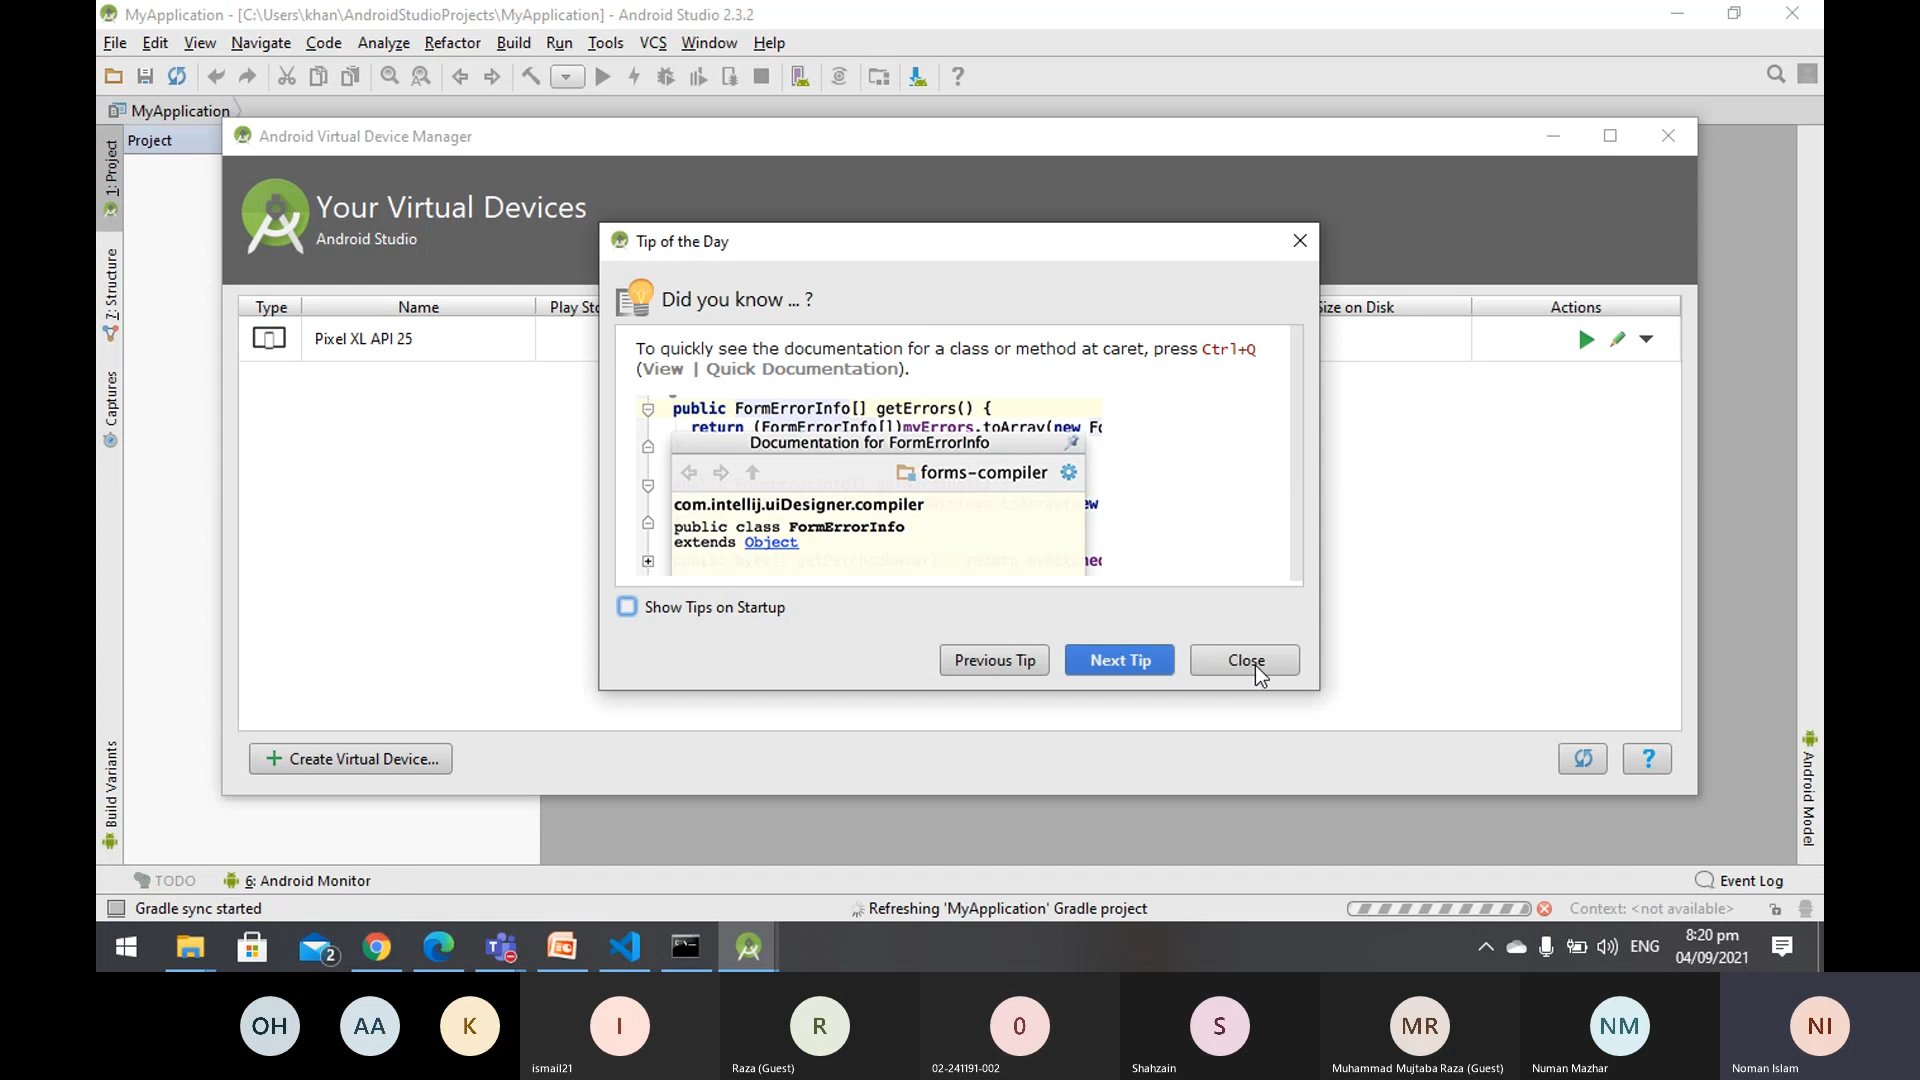 MyApplication - [C:\Users\khan\AndroidStudioProjects\MyApplication] - Android Studio 2.3.2
File Edit View Navigate Code Analyze Refactor Build Run Tools VCS Window Help
MyApplication
Project
1: Project
7: Structure
Captures
Build Variants
Android Model
Android Virtual Device Manager
Your Virtual Devices
Android Studio
Type Name Play Sto Size on Disk Actions
Pixel XL API 25
Tip of the Day
Did you know ... ?
To quickly see the documentation for a class or method at caret, press Ctrl+Q
(View | Quick Documentation).
public FormErrorInfo[] getErrors() {
return (FormErrorInfo[])myErrors.toArray(new Fo
Documentation for FormErrorInfo
forms-compiler
com.intellij.uiDesigner.compiler
public class FormErrorInfo
extends Object
Show Tips on Startup
Previous Tip Next Tip Close
+ Create Virtual Device...
?
TODO 6: Android Monitor Event Log
Gradle sync started Refreshing 'MyApplication' Gradle project Context: <not available>
2
ENG
8:20 pm
04/09/2021
OH AA K I R 0 S MR NM NI
ismail21 Raza (Guest) 02-241191-002 Shahzain Muhammad Mujtaba Raza (Guest) Numan Mazhar Noman Islam